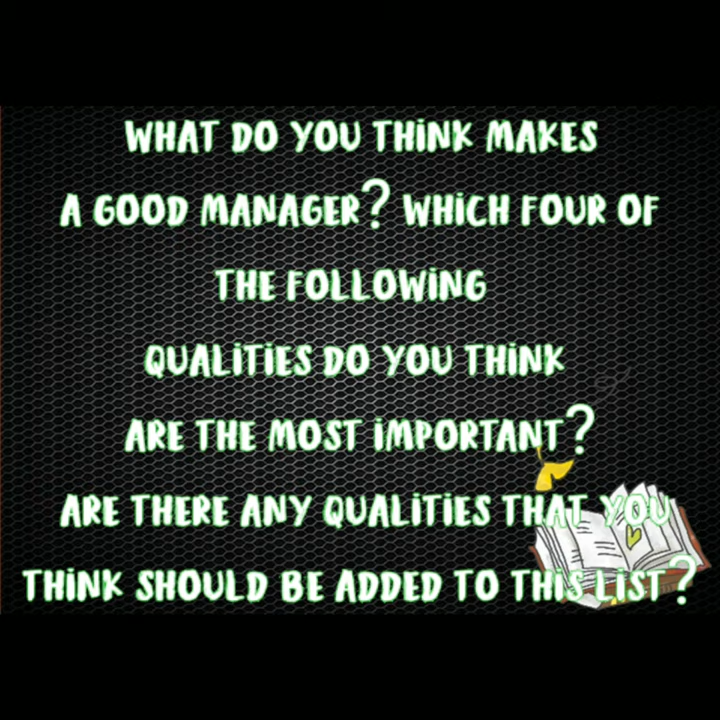 WHAT DO YOU THINK MAKES
A GOOD MANAGER? WHICH FOUR OF
THE FOLLOWING
QUALITIES DO YOU THINK
ARE THE MOST IMPORTANT?
ARE THERE ANY QUALITIES THAT YOU
THINK SHOULD BE ADDED TO THIS LIST?